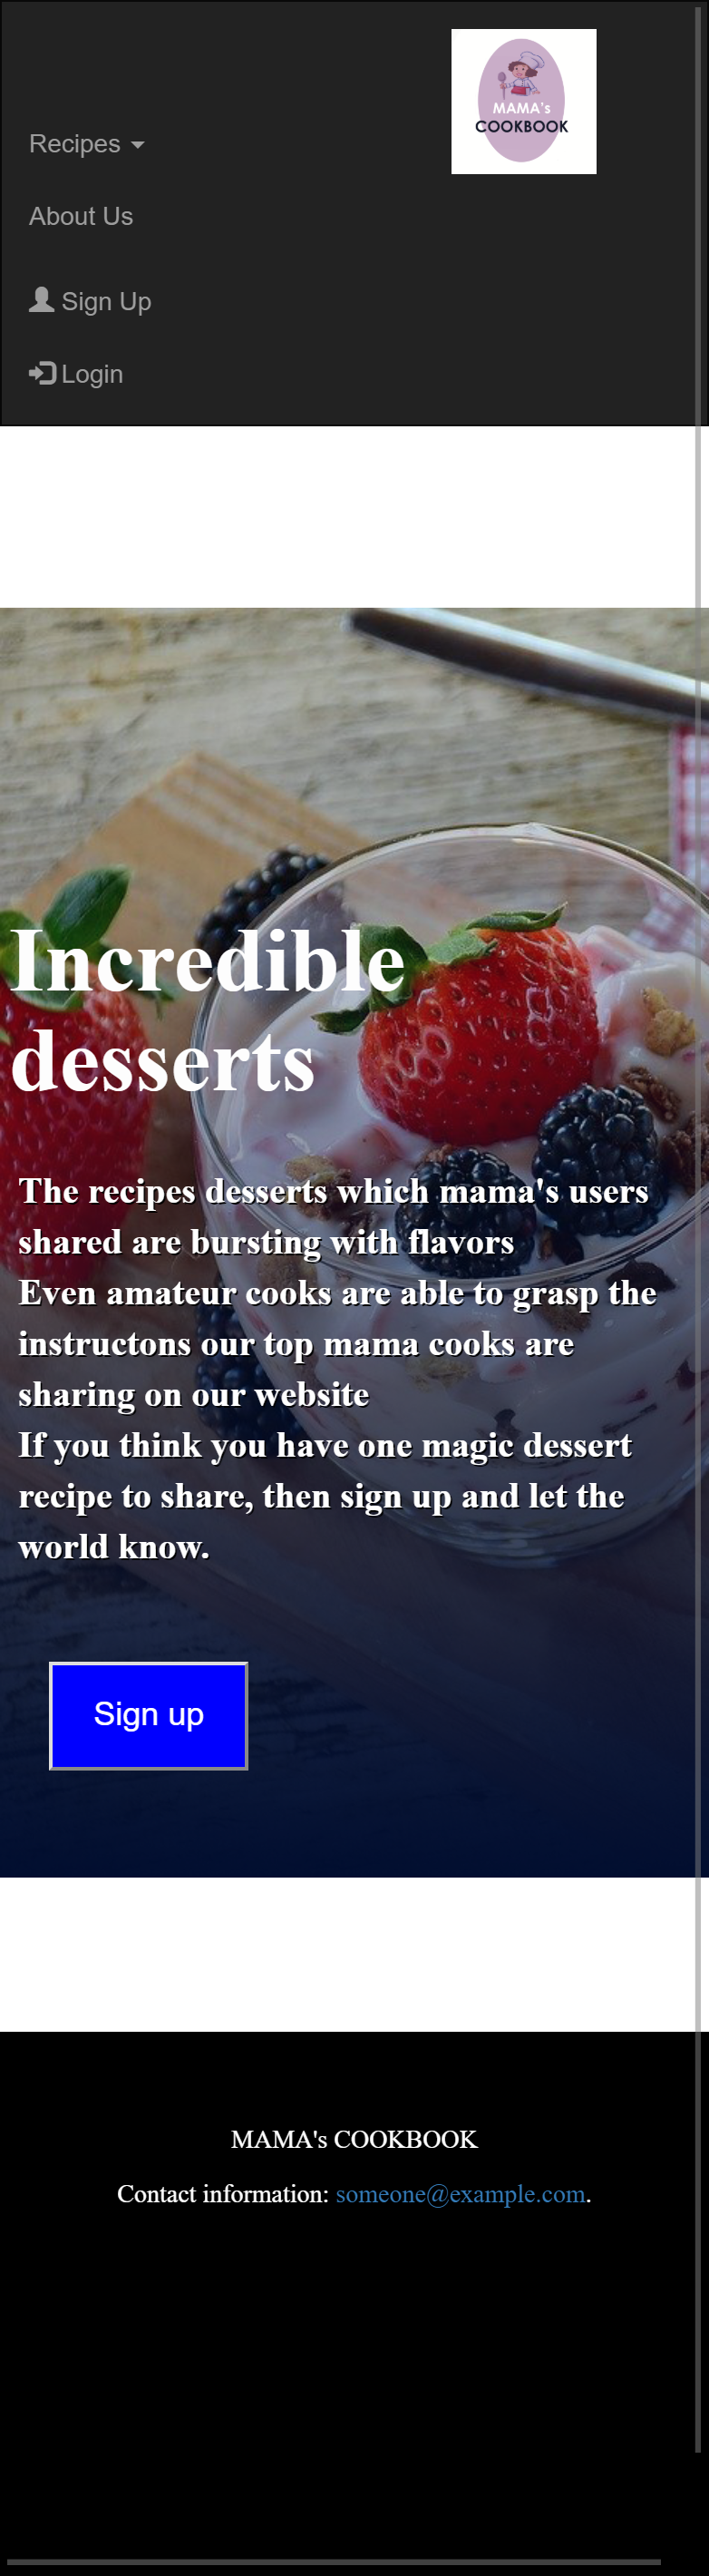 MAMA's
COOKBOOK
Recipes
About Us
Sign Up
Login
Incredible
desserts
The recipes desserts which mama's users
shared are bursting with flavors
Even amateur cooks are able to grasp the
instructons our top mama cooks are
sharing on our website
If you think you have one magic dessert
recipe to share, then sign up and let the
world know.
Sign up
MAMA's COOKBOOK
Contact information: someone@example.com.